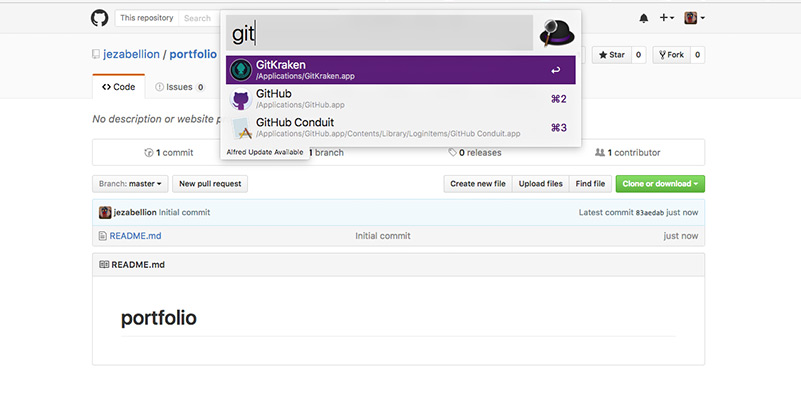 This repository Search
git
jezabellion / portfolio
Star 0
Fork 0
GitKraken
/Applications/GitKraken.app
GitHub
/Applications/GitHub.app
⌘2
GitHub Conduit
/Applications/GitHub.app/Contents/Library/LoginItems/GitHub Conduit.app
⌘3
Alfred Update Available
Code
Issues 0
No description or website p
1 commit
1 branch
0 releases
1 contributor
Branch: master
New pull request
Create new file
Upload files
Find file
Clone or download
jezabellion Initial commit
Latest commit 83aedab just now
README.md
Initial commit
just now
README.md
portfolio